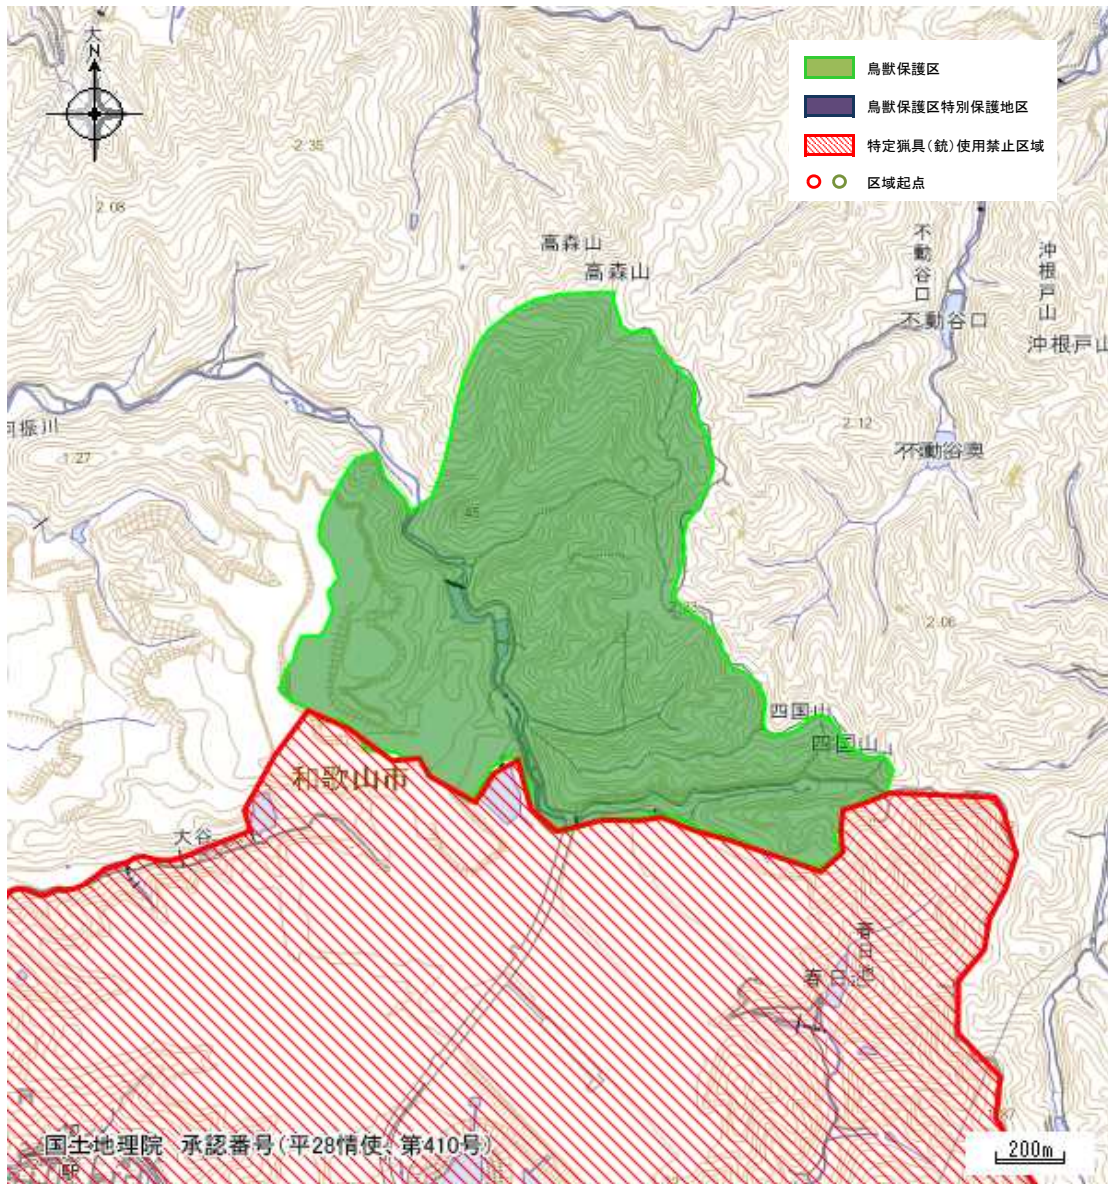 大
N
鳥獣保護区
鳥獣保護区特別保護地区
特定猟具(銃)使用禁止区域
区域起点
2.35
2.08
高森山
高森山
不動谷口
沖根戸山
不動谷口
沖根戸山
2.12
不動谷奥
1.27
45
2.06
四国山
四国山
和歌山市
大谷
春日池
春日池
国土地理院 承認番号(平28情使、第410号)
200m